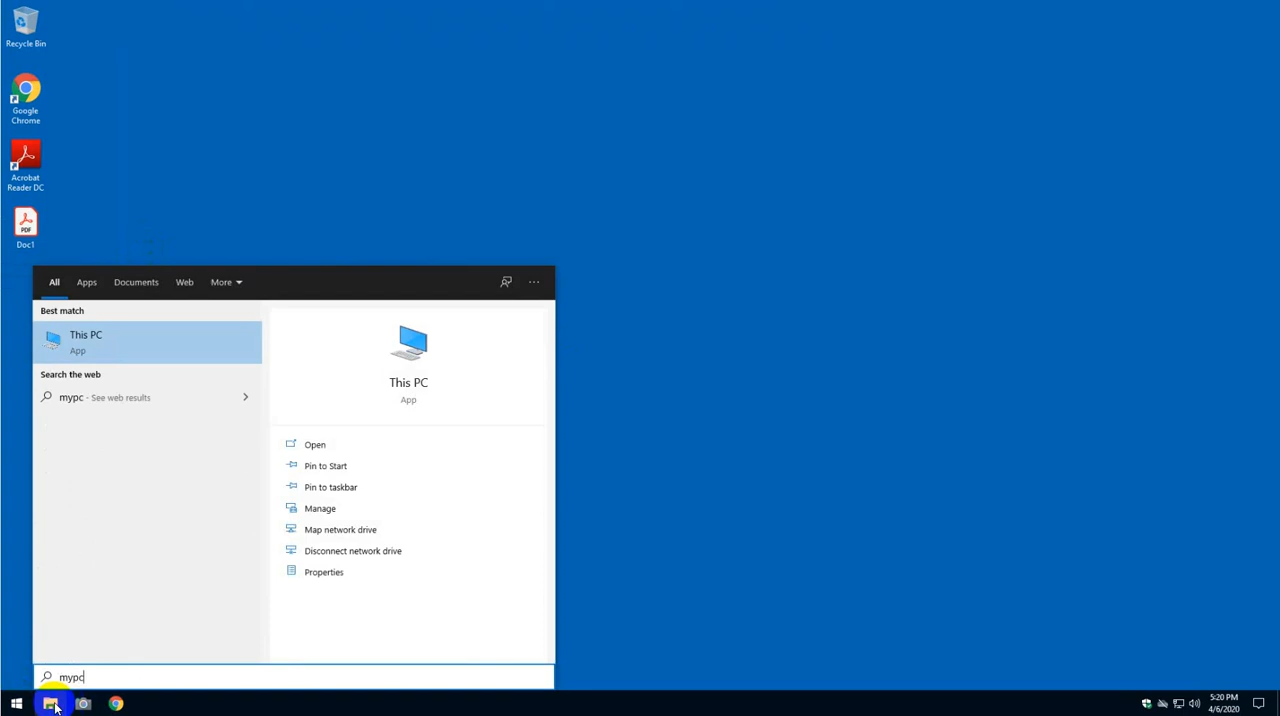 Recycle Bin
Google
Chrome
Acrobat
Reader DC
PDF
Doc1
All Apps Documents Web More
Best match
This PC
App
Search the web
mypc - See web results
This PC
App
Open
Pin to Start
Pin to taskbar
Manage
Map network drive
Disconnect network drive
Properties
mypc
5:20 PM
4/6/2020